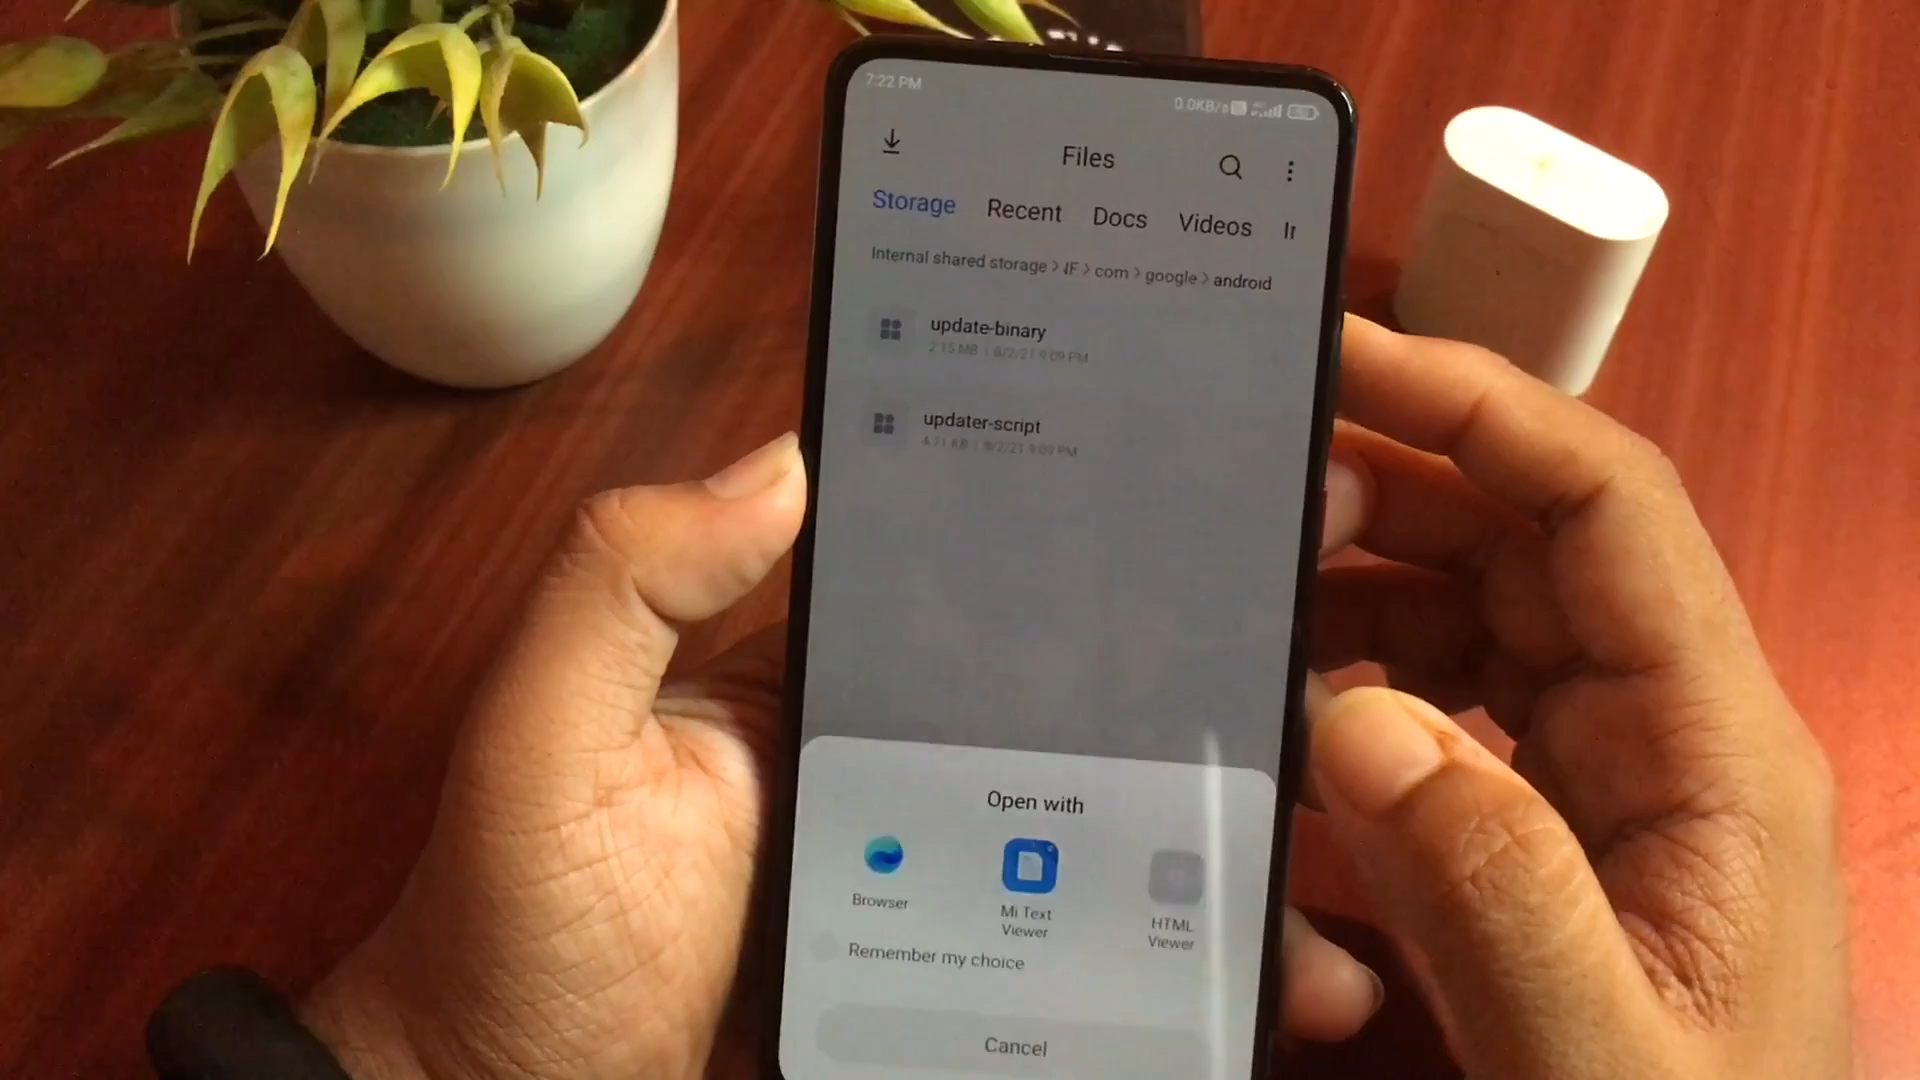 7:22 PM
0.0KB/s
Files
Storage Recent Docs Videos
Internal shared storage > > com > google > android
update-binary
2.15 MB | 8/2/21 9:09 PM
updater-script
4.71 KB | 8/2/21 9:09 PM
Open with
Browser
Mi Text
Viewer
HTML
Viewer
Remember my choice
Cancel